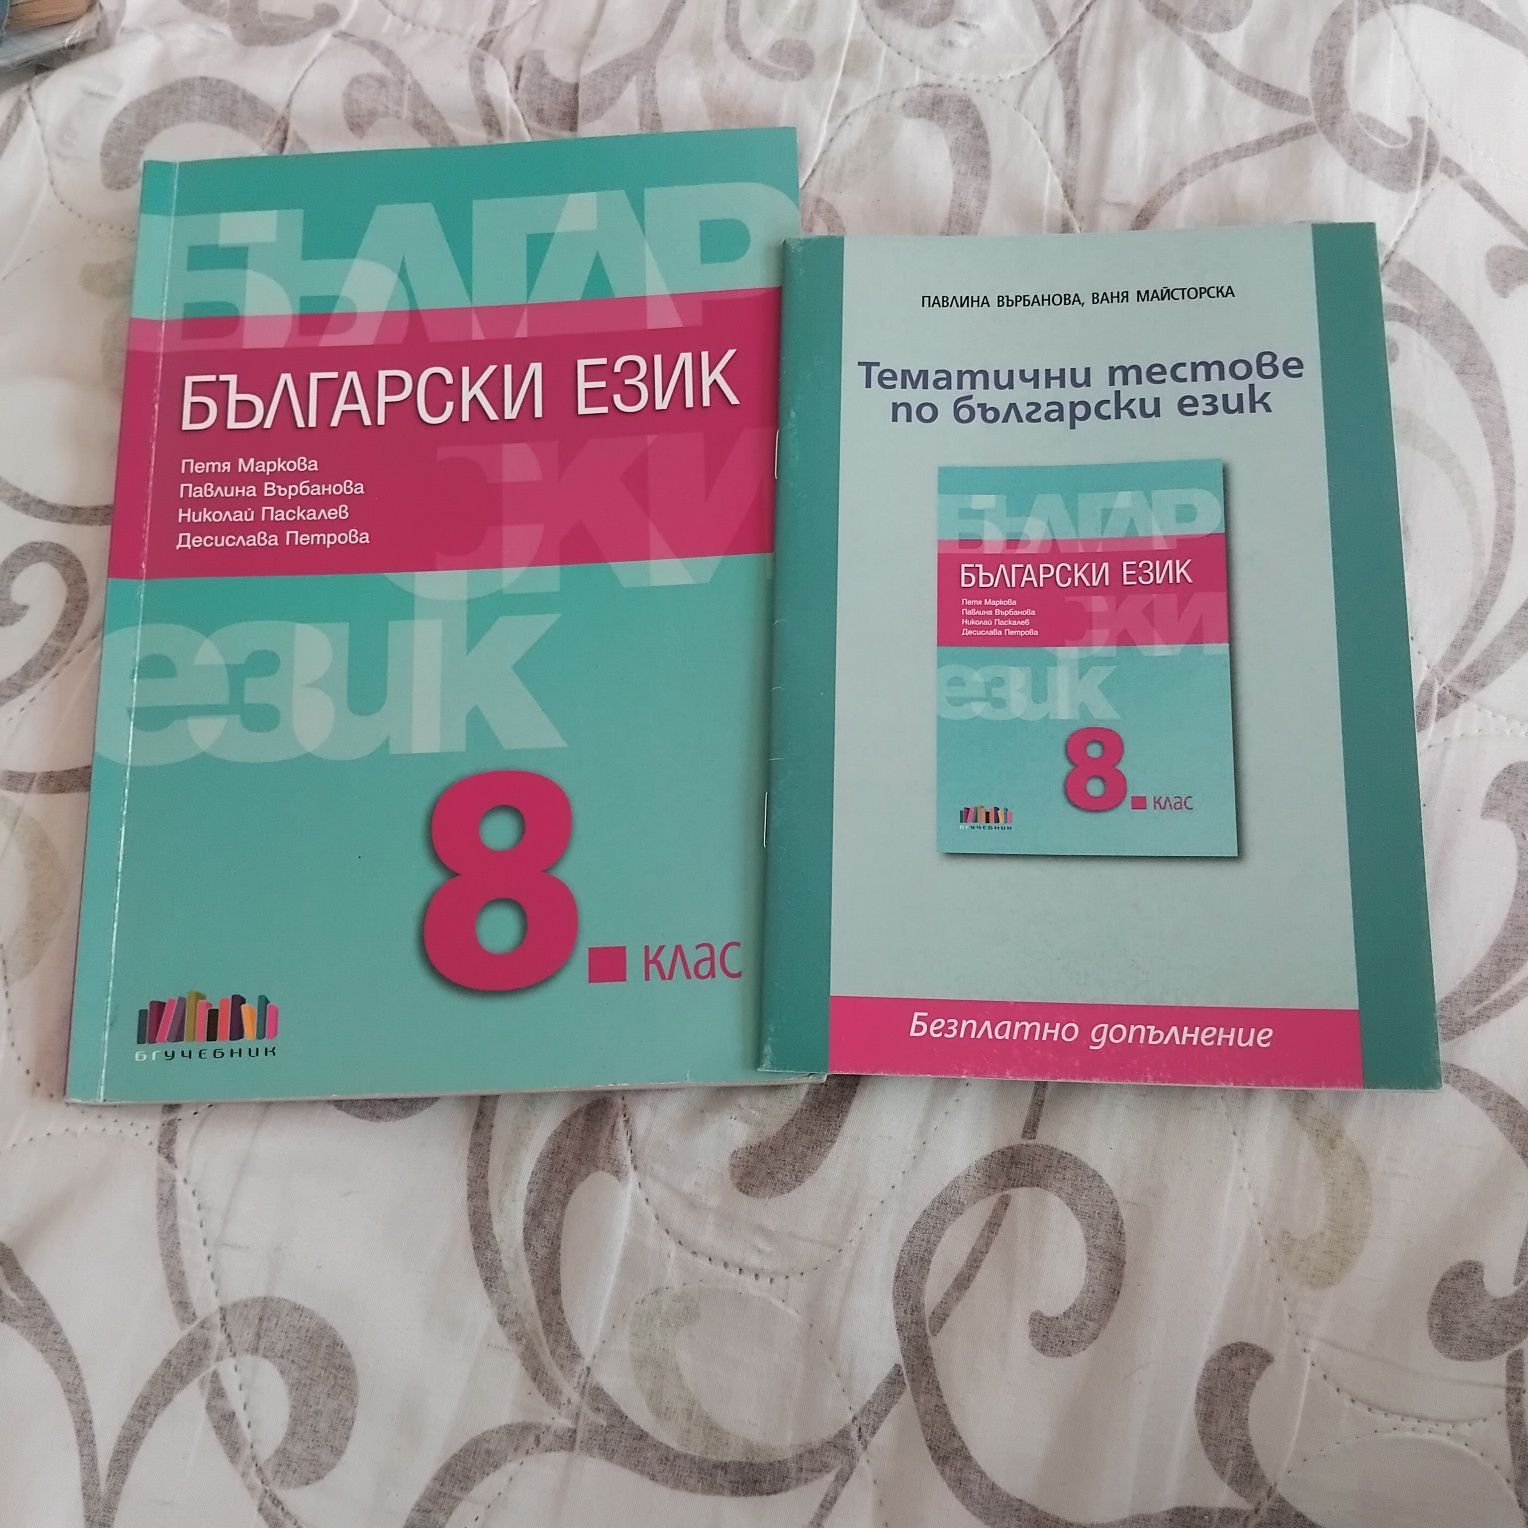 БЪЛГАР
БЪЛГАРСКИ ЕЗИК
ски
Петя Маркова
Павлина Върбанова
Николай Паскалев
Десислава Петрова
език
8. клас
БГУЧЕБНИК
ПАВЛИНА ВЪРБАНОВА, ВАНЯ МАЙСТОРСКА
Тематични тестове
по български език
БЪЛГАР
БЪЛГАРСКИ ЕЗИК
Петя Маркова
Павлина Върбанова
Николай Паскалев
Десислава Петрова
ски
език
8. клас
БГУЧЕБНИК
Безплатно допълнение